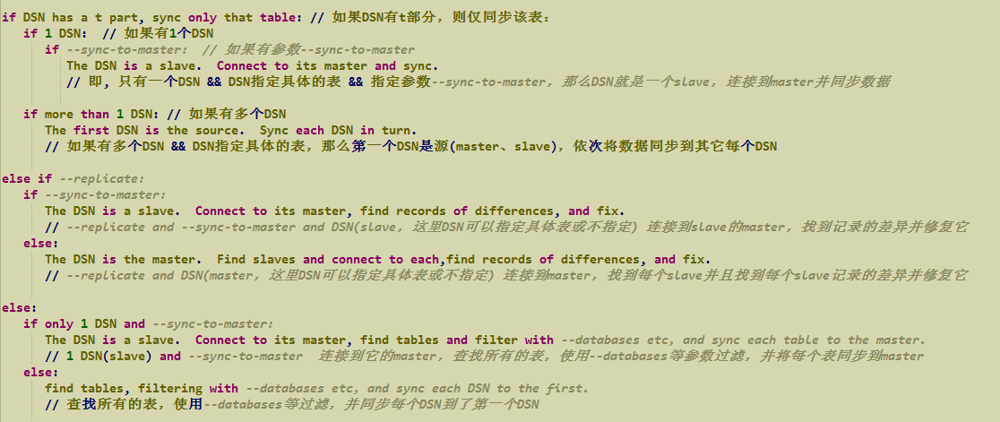 if DSN has a t part, sync only that table: // 如果DSN有t部分，则仅同步该表：
if 1 DSN:  // 如果有1个DSN
if --sync-to-master:  // 如果有参数--sync-to-master
The DSN is a slave.  Connect to its master and sync.
// 即, 只有一个DSN && DSN指定具体的表 && 指定参数--sync-to-master，那么DSN就是一个slave，连接到master并同步数据
if more than 1 DSN: // 如果有多个DSN
The first DSN is the source.  Sync each DSN in turn.
// 如果有多个DSN && DSN指定具体的表，那么第一个DSN是源(master、slave)，依次将数据同步到其它每个DSN
else if --replicate:
if --sync-to-master:
The DSN is a slave.  Connect to its master, find records of differences, and fix.
// --replicate and --sync-to-master and DSN(slave，这里DSN可以指定具体表或不指定) 连接到slave的master，找到记录的差异并修复它
else:
The DSN is the master.  Find slaves and connect to each,find records of differences, and fix.
// --replicate and DSN(master，这里DSN可以指定具体表或不指定) 连接到master，找到每个slave并且找到每个slave记录的差异并修复它
else:
if only 1 DSN and --sync-to-master:
The DSN is a slave.  Connect to its master, find tables and filter with --databases etc, and sync each table to the master.
// 1 DSN(slave) and --sync-to-master  连接到它的master，查找所有的表，使用--databases等参数过滤，并将每个表同步到master
else:
find tables, filtering with --databases etc, and sync each DSN to the first.
// 查找所有的表，使用--databases等过滤，并同步每个DSN到了第一个DSN